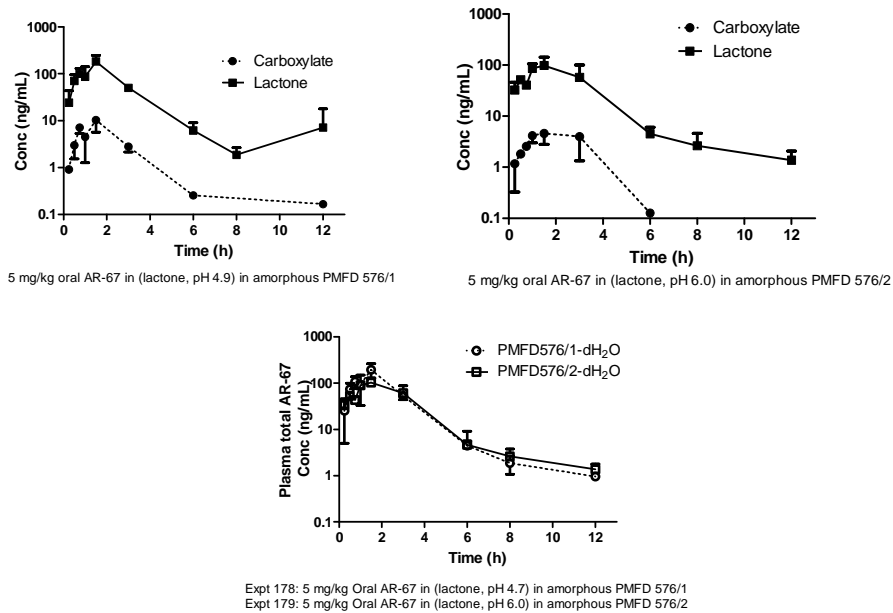 1000
100
10
1
0.1
Conc (ng/mL)
Carboxylate
Lactone
0 2 4 6 8 10 12
Time (h)
5 mg/kg oral AR-67 in (lactone, pH 4.9) in amorphous PMFD 576/1
1000
100
10
1
0.1
Conc (ng/mL)
Carboxylate
Lactone
0 2 4 6 8 10 12
Time (h)
5 mg/kg oral AR-67 in (lactone, pH 6.0) in amorphous PMFD 576/2
1000
100
10
1
0.1
Plasma total AR-67
Conc (ng/mL)
PMFD576/1-dH₂O
PMFD576/2-dH₂O
0 2 4 6 8 10 12
Time (h)
Expt 178: 5 mg/kg Oral AR-67 in (lactone, pH 4.7) in amorphous PMFD 576/1
Expt 179: 5 mg/kg Oral AR-67 in (lactone, pH 6.0) in amorphous PMFD 576/2